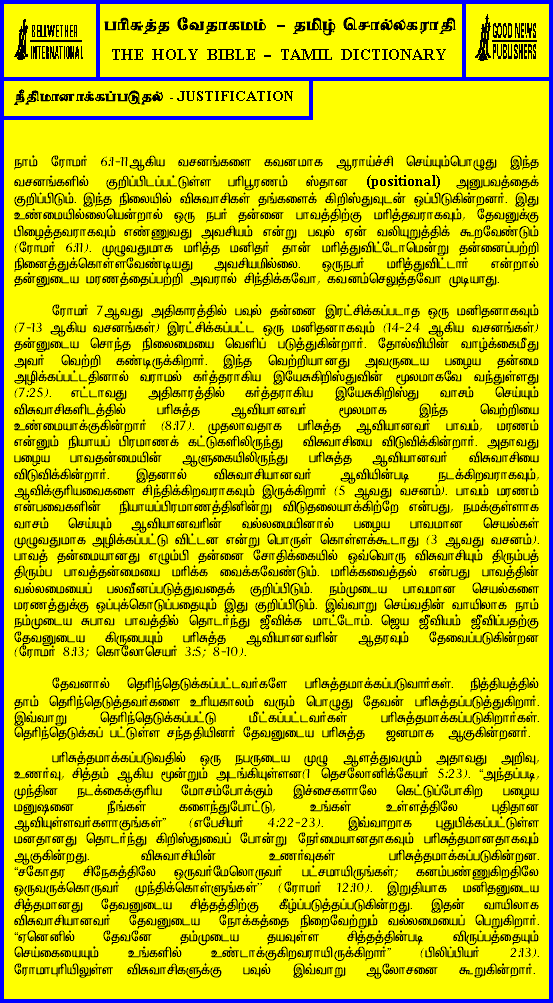 BELLWETHER
INTERNATIONAL
பரிசுத்த வேதாகமம் – தமிழ் சொல்லகராதி
THE HOLY BIBLE – TAMIL DICTIONARY
GOOD NEWS
PUBLISHERS
நீதிமானாக்கப்படுதல் - JUSTIFICATION
நாம் ரோமர் 6:1-11ஆகிய வசனங்களை கவனமாக ஆராய்ச்சி செய்யும்பொழுது இந்த
வசனங்களில் குறிப்பிடப்பட்டுள்ள பரிபூரணம் ஸ்தான (positional) அனுபவத்தைக்
குறிப்பிடும். இந்த நிலையில் விசுவாசிகள் தங்களைக் கிறிஸ்துவுடன் ஒப்பிடுகின்றனர். இது
உண்மையில்லையென்றால் ஒரு நபர் தன்னை பாவத்திற்கு மரித்தவராகவும், தேவனுக்கு
பிழைத்தவராகவும் எண்ணுவது அவசியம் என்று பவுல் ஏன் வலியுறுத்திக் கூறவேண்டும்
(ரோமர் 6:11). முழுவதுமாக மரித்த மனிதர் தான் மரித்துவிட்டோமென்று தன்னைப்பற்றி
நினைத்துக்கொள்ளவேண்டியது அவசியமில்லை. ஒருநபர் மரித்துவிட்டார் என்றால்
தன்னுடைய மரணத்தைப்பற்றி அவரால் சிந்திக்கவோ, கவனம்செலுத்தவோ முடியாது.
ரோமர் 7ஆவது அதிகாரத்தில் பவுல் தன்னை இரட்சிக்கப்படாத ஒரு மனிதனாகவும்
(7-13 ஆகிய வசனங்கள்) இரட்சிக்கப்பட்ட ஒரு மனிதனாகவும் (14-24 ஆகிய வசனங்கள்)
தன்னுடைய சொந்த நிலைமையை வெளிப் படுத்துகின்றார். தோல்வியின் வாழ்க்கைமீது
அவர் வெற்றி கண்டிருக்கிறார். இந்த வெற்றியானது அவருடைய பழைய தன்மை
அழிக்கப்பட்டதினால் வராமல் கர்த்தராகிய இயேசுகிறிஸ்துவின் மூலமாகவே வந்துள்ளது
(7:25). எட்டாவது அதிகாரத்தில் கர்த்தராகிய இயேசுகிறிஸ்து வாசம் செய்யும்
விசுவாசிகளிடத்தில் பரிசுத்த ஆவியானவர் மூலமாக இந்த வெற்றியை
உண்மையாக்குகின்றார் (8:17). முதலாவதாக பரிசுத்த ஆவியானவர் பாவம், மரணம்
என்னும் நியாயப் பிரமாணக் கட்டுகளிலிருந்து விசுவாசியை விடுவிக்கின்றார். அதாவது
பழைய பாவதன்மையின் ஆளுகையிலிருந்து பரிசுத்த ஆவியானவர் விசுவாசியை
விடுவிக்கின்றார். இதனால் விசுவாசியானவர் ஆவியின்படி நடக்கிறவராகவும்,
ஆவிக்குரியவைகளை சிந்திக்கிறவராகவும் இருக்கிறார் (5 ஆவது வசனம்). பாவம் மரணம்
என்பவைகளின் நியாயப்பிரமாணத்தினின்று விடுதலையாக்கிற்றே என்பது, நமக்குள்ளாக
வாசம் செய்யும் ஆவியானவரின் வல்லமையினால் பழைய பாவமான செயல்கள்
முழுவதுமாக அழிக்கப்பட்டு விட்டன என்று பொருள் கொள்ளக்கூடாது (3 ஆவது வசனம்).
பாவத் தன்மையானது எழும்பி தன்னை சோதிக்கையில் ஒவ்வொரு விசுவாசியும் திரும்பத்
திரும்ப பாவத்தன்மையை மரிக்க வைக்கவேண்டும். மரிக்கவைத்தல் என்பது பாவத்தின்
வல்லமையைப் பலவீனப்படுத்துவதைக் குறிப்பிடும். நம்முடைய பாவமான செயல்களை
மரணத்துக்கு ஒப்புக்கொடுப்பதையும் இது குறிப்பிடும். இவ்வாறு செய்வதின் வாயிலாக நாம்
நம்முடைய சுபாவ பாவத்தில் தொடர்ந்து ஜீவிக்க மாட்டோம். ஜெய ஜீவியம் ஜீவிப்பதற்கு
தேவனுடைய கிருபையும் பரிசுத்த ஆவியானவரின் ஆதரவும் தேவைப்படுகின்றன
(ரோமர் 8:13; கொலோசெயர் 3:5; 8-10).
தேவனால் தெரிந்தெடுக்கப்பட்டவர்களே பரிசுத்தமாக்கப்படுவார்கள். நித்தியத்தில்
தாம் தெரிந்தெடுத்தவர்களை உரியகாலம் வரும் பொழுது தேவன் பரிசுத்தப்படுத்துகிறார்.
இவ்வாறு தெரிந்தெடுக்கப்பட்டு மீட்கப்பட்டவர்கள் பரிசுத்தமாக்கப்படுகிறார்கள்.
தெரிந்தெடுக்கப் பட்டுள்ள சந்ததியினர் தேவனுடைய பரிசுத்த ஜனமாக ஆகுகின்றனர்.
பரிசுத்தமாக்கப்படுவதில் ஒரு நபருடைய முழு ஆளத்துவமும் அதாவது அறிவு,
உணர்வு, சித்தம் ஆகிய மூன்றும் அடங்கியுள்ளன(1 தெசலோனிக்கேயர் 5:23). “அந்தப்படி,
முந்தின நடக்கைக்குரிய மோசம்போக்கும் இச்சைகளாலே கெட்டுப்போகிற பழைய
மனுஷனை நீங்கள் களைந்துபோட்டு, உங்கள் உள்ளத்திலே புதிதான
ஆவியுள்ளவர்களாகுங்கள்” (எபேசியர் 4:22-23). இவ்வாறாக புதுபிக்கப்பட்டுள்ள
மனதானது தொடர்ந்து கிறிஸ்துவைப் போன்று நேர்மையானதாகவும் பரிசுத்தமானதாகவும்
ஆகுகின்றது. விசுவாசியின் உணர்வுகள் பரிசுத்தமாக்கப்படுகின்றன.
“சகோதர சிநேகத்திலே ஒருவர்மேலொருவர் பட்சமாயிருங்கள்; கனம்பண்ணுகிறதிலே
ஒருவருக்கொருவர் முந்திக்கொள்ளுங்கள்” (ரோமர் 12:10). இறுதியாக மனிதனுடைய
சித்தமானது தேவனுடைய சித்தத்திற்கு கீழ்ப்படுத்தப்படுகின்றது. இதன் வாயிலாக
விசுவாசியானவர் தேவனுடைய நோக்கத்தை நிறைவேற்றும் வல்லமையைப் பெறுகிறார்.
“ஏனெனில் தேவனே தம்முடைய தயவுள்ள சித்தத்தின்படி விருப்பத்தையும்
செய்கையையும் உங்களில் உண்டாக்குகிறவராயிருக்கிறார்” (பிலிப்பியர் 2:13).
ரோமாபுரியிலுள்ள விசுவாசிகளுக்கு பவுல் இவ்வாறு ஆலோசனை கூறுகின்றார்.